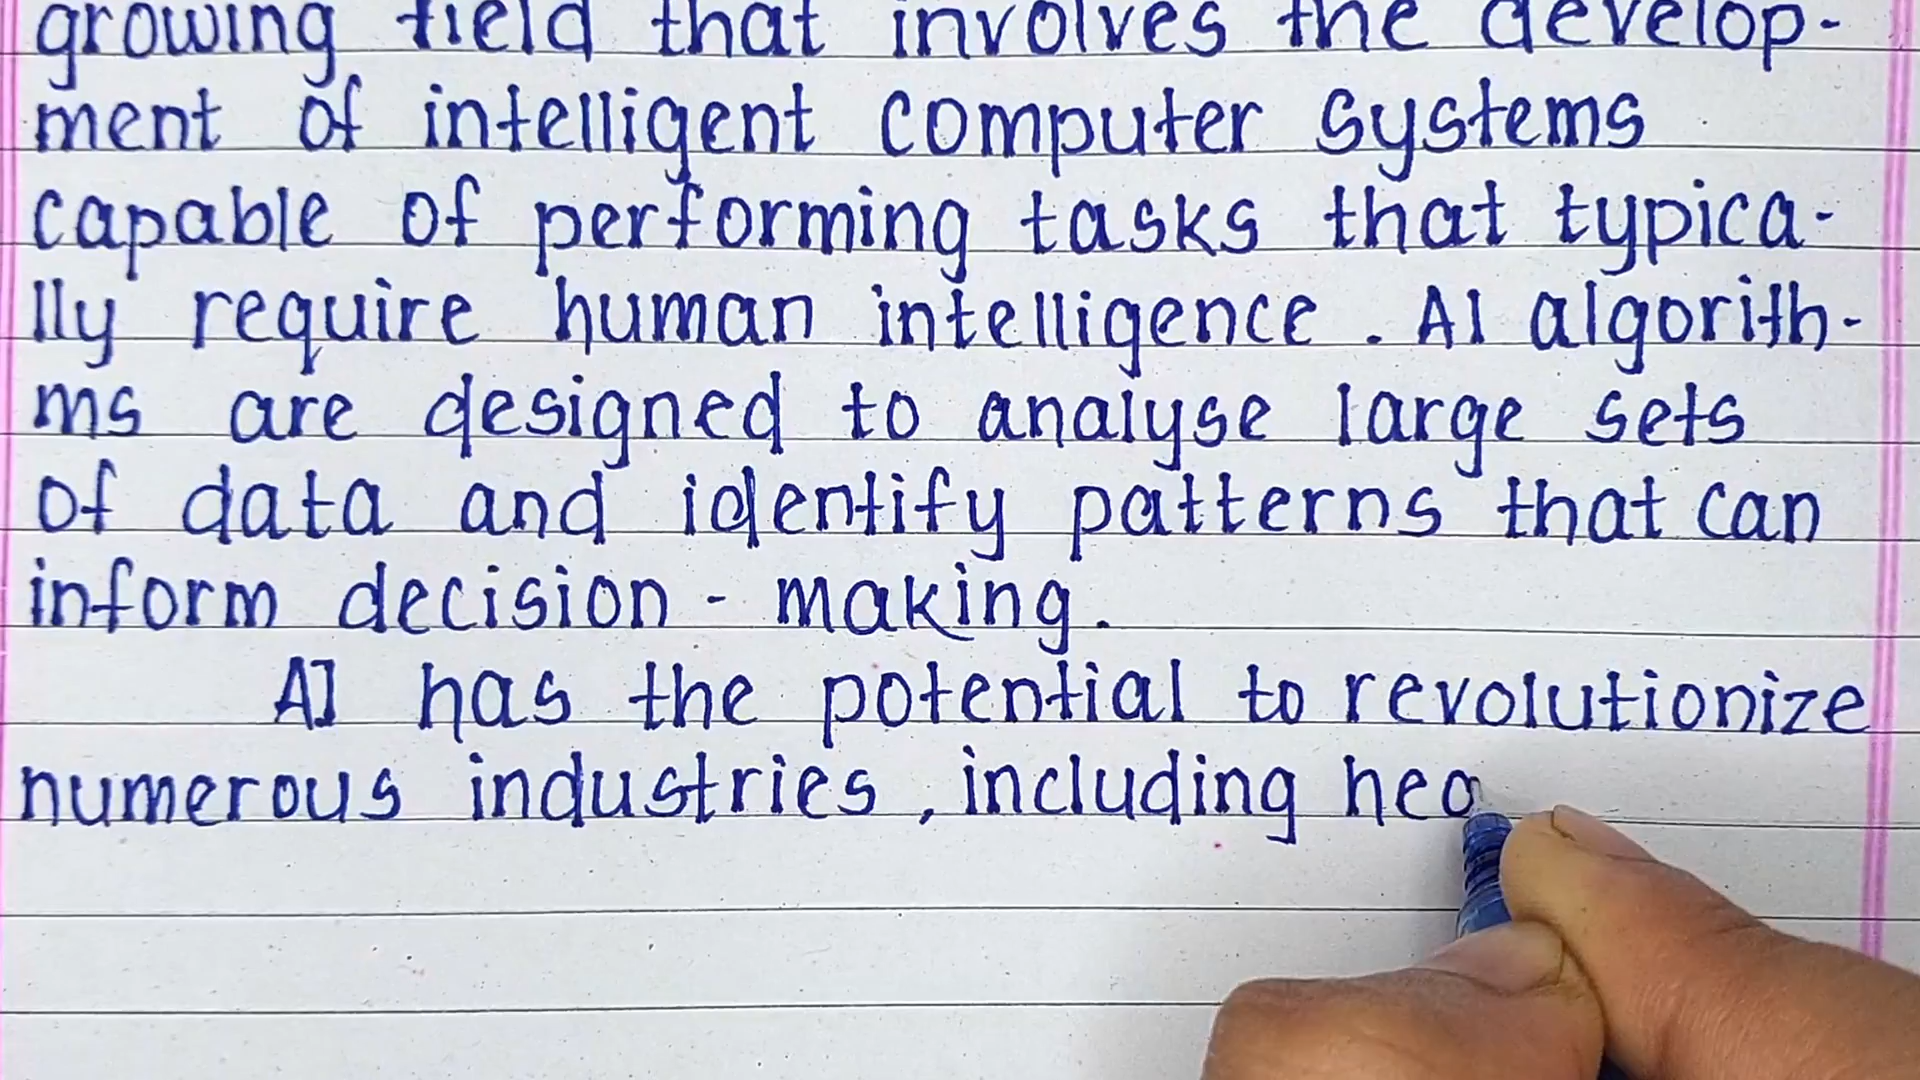 growing field that involves the develop-
ment of intelligent computer systems
capable of performing tasks that typica-
lly require human intelligence. AI algorith-
ms are designed to analyse large sets
of data and identify patterns that can
inform decision - making.
AI has the potential to revolutionize
numerous industries, including hea